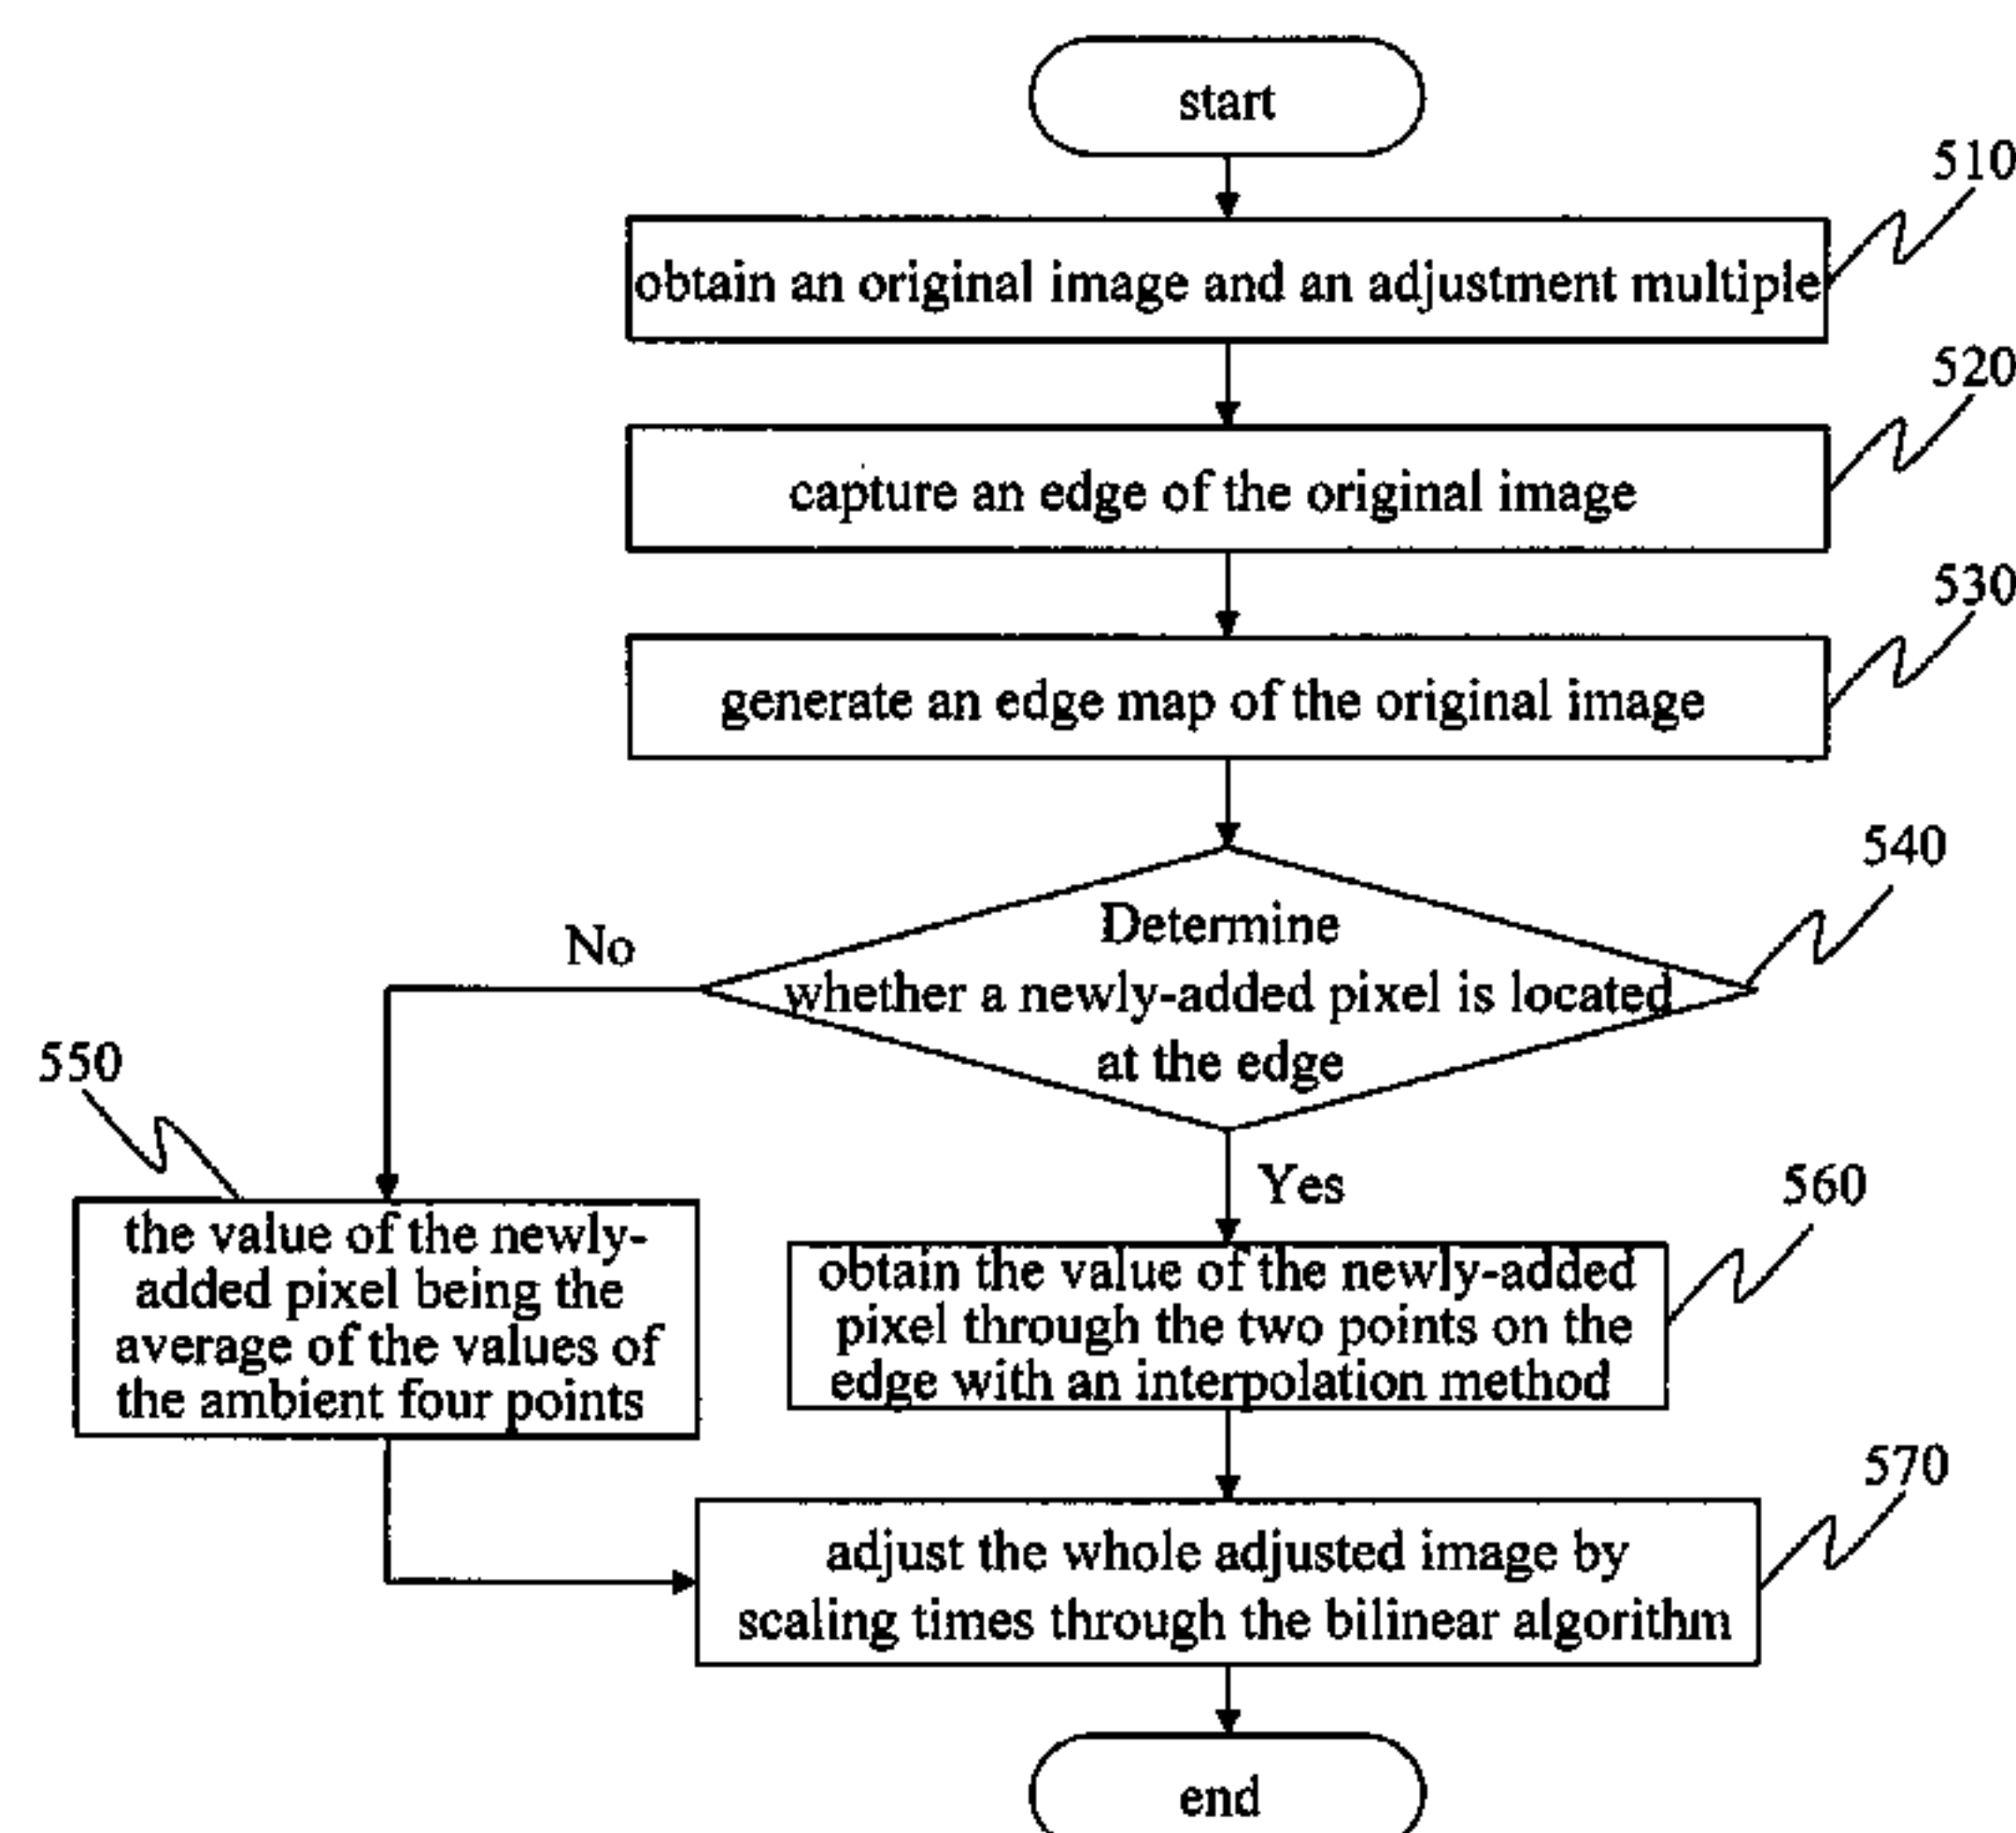 start
510
obtain an original image and an adjustment multiple
520
capture an edge of the original image
530
generate an edge map of the original image
540
Determine
whether a newly-added pixel is located
at the edge
No
Yes
550
the value of the newly-
added pixel being the
average of the values of
the ambient four points
560
obtain the value of the newly-added
pixel through the two points on the
edge with an interpolation method
570
adjust the whole adjusted image by
scaling times through the bilinear algorithm
end